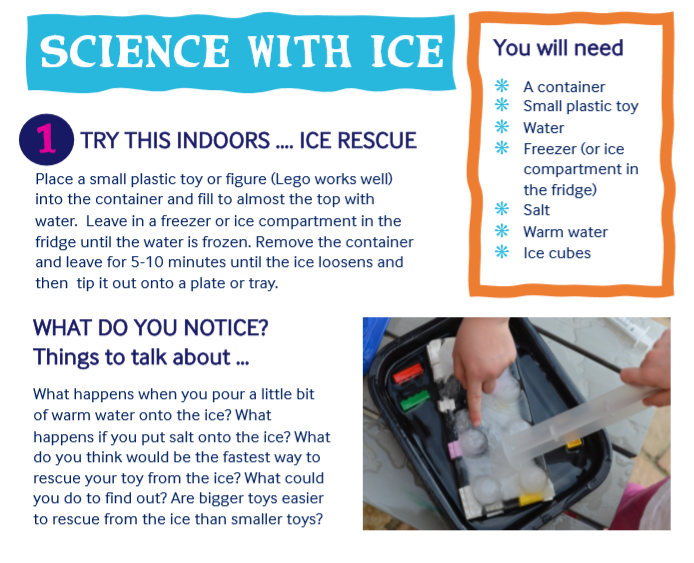 SCIENCE WITH ICE
You will need
A container
Small plastic toy
Water
Freezer (or ice
compartment in
the fridge)
Salt
Warm water
Ice cubes
1 TRY THIS INDOORS .... ICE RESCUE
Place a small plastic toy or figure (Lego works well)
into the container and fill to almost the top with
water. Leave in a freezer or ice compartment in the
fridge until the water is frozen. Remove the container
and leave for 5-10 minutes until the ice loosens and
then tip it out onto a plate or tray.
WHAT DO YOU NOTICE?
Things to talk about ...
What happens when you pour a little bit
of warm water onto the ice? What
happens if you put salt onto the ice? What
do you think would be the fastest way to
rescue your toy from the ice? What could
you do to find out? Are bigger toys easier
to rescue from the ice than smaller toys?